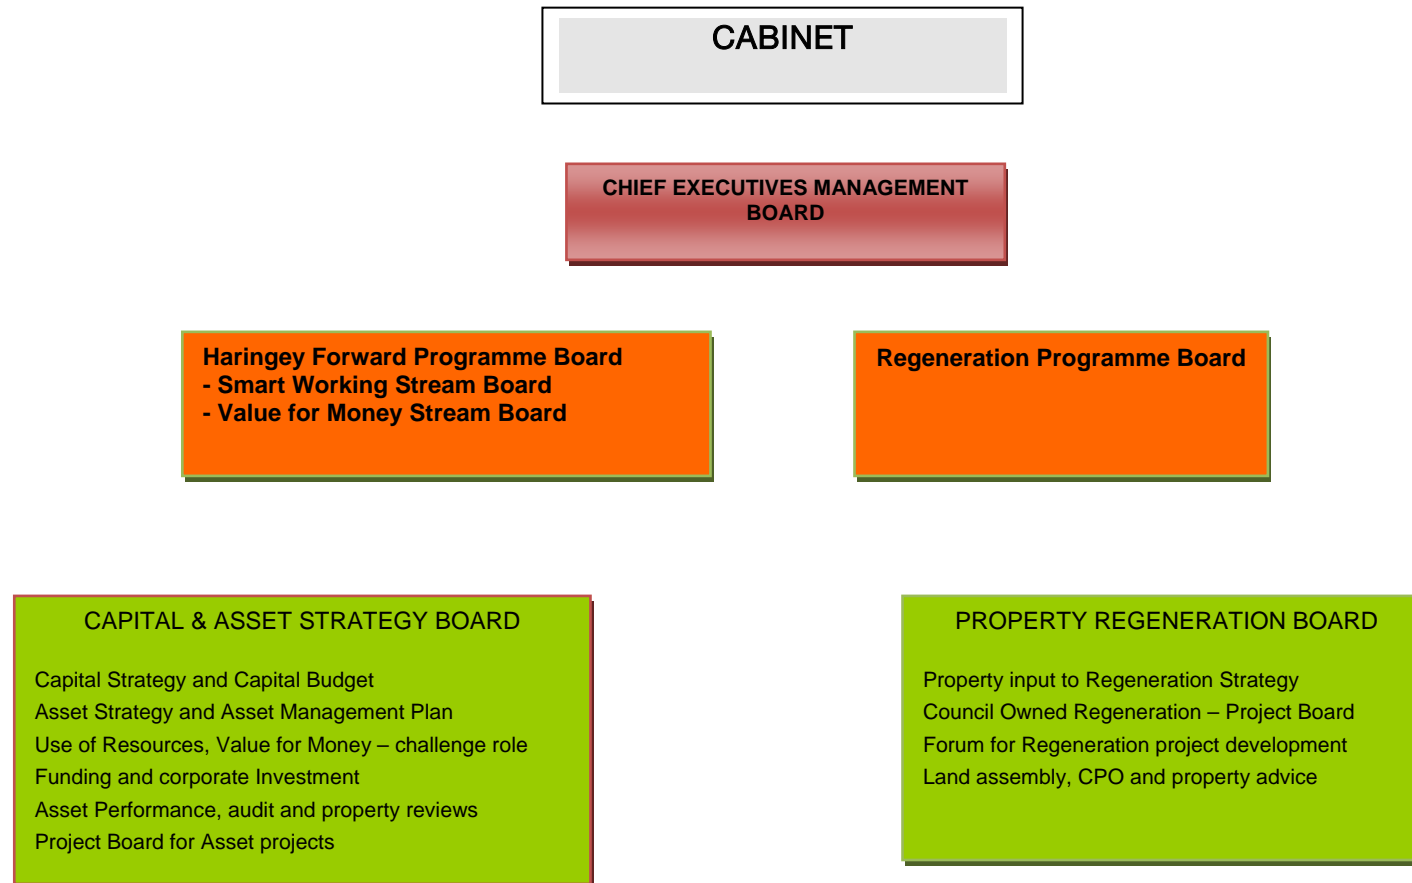 CABINET
CHIEF EXECUTIVES MANAGEMENT
BOARD
Haringey Forward Programme Board
- Smart Working Stream Board
- Value for Money Stream Board
Regeneration Programme Board
CAPITAL & ASSET STRATEGY BOARD
Capital Strategy and Capital Budget
Asset Strategy and Asset Management Plan
Use of Resources, Value for Money – challenge role
Funding and corporate Investment
Asset Performance, audit and property reviews
Project Board for Asset projects
PROPERTY REGENERATION BOARD
Property input to Regeneration Strategy
Council Owned Regeneration – Project Board
Forum for Regeneration project development
Land assembly, CPO and property advice